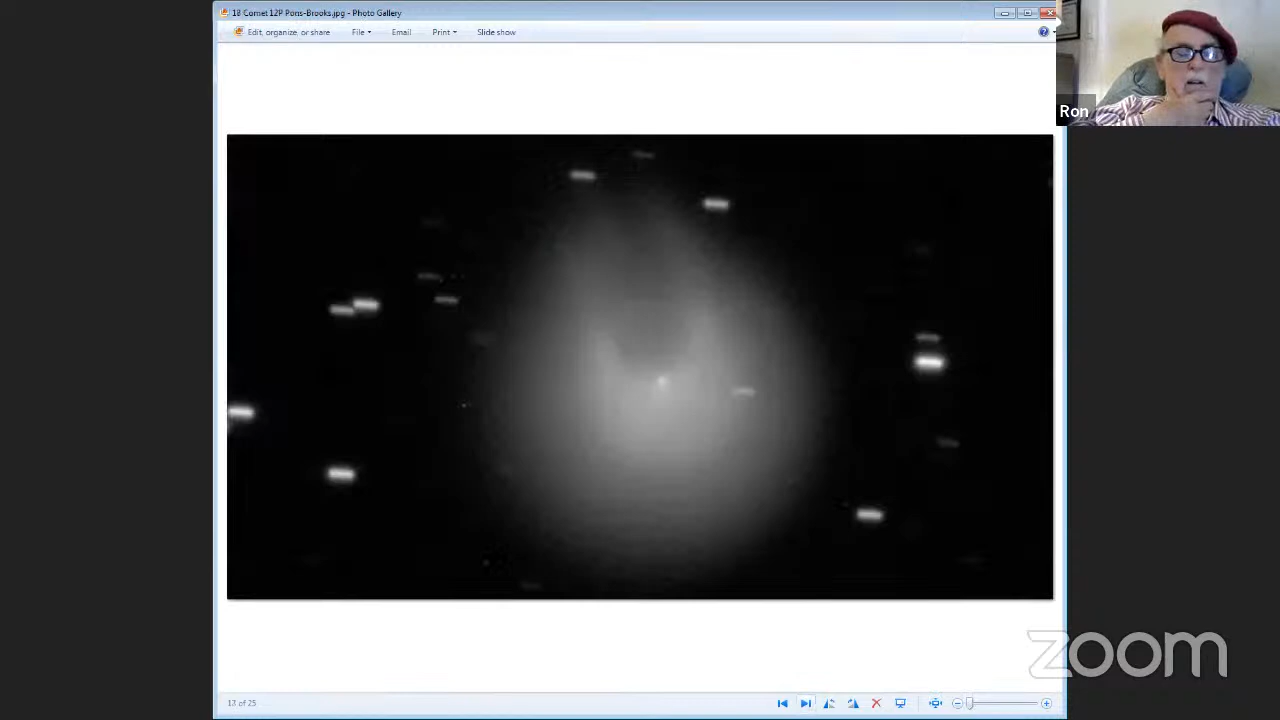 18 Comet 12P Pons-Brooks.jpg - Photo Gallery
Edit, organize, or share File Email Print Slide show
Ron
zoom
13 of 25